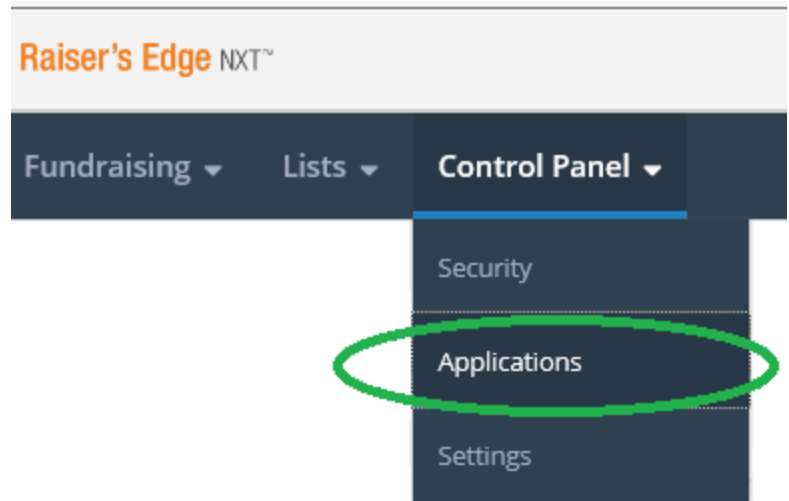 Raiser's Edge NXT™
Fundraising Lists Control Panel
Security
Applications
Settings